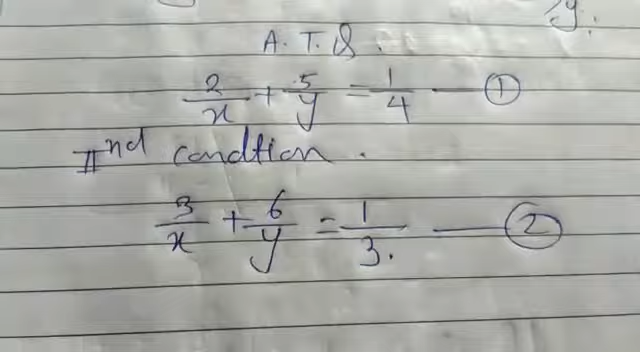 y.
A.T.Q.
2/x + 5/y = 1/4 — ①
IInd condtion.
3/x + 6/y = 1/3. — ②